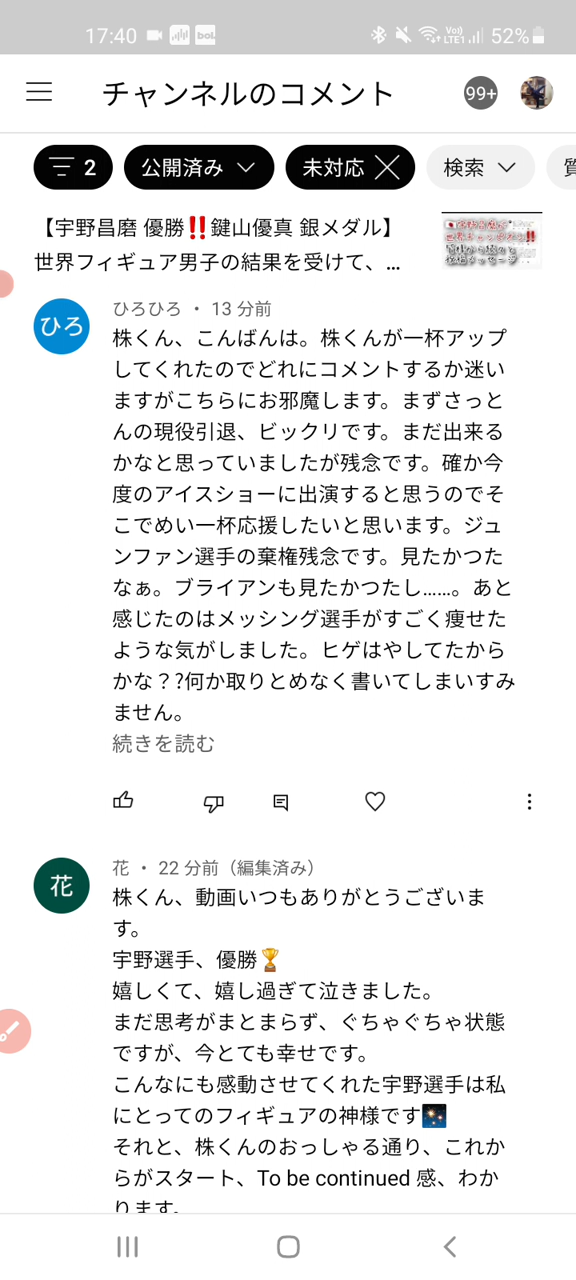 17:40
Vo)) LTE1
52%
チャンネルのコメント
99+
2
公開済み
未対応
検索
【宇野昌磨 優勝‼️鍵山優真 銀メダル】
世界フィギュア男子の結果を受けて、...
ひろ
ひろひろ • 13 分前
株くん、こんばんは。株くんが一杯アップ
してくれたのでどれにコメントするか迷い
ますがこちらにお邪魔します。まずさっと
んの現役引退、ビックリです。まだ出来る
かなと思っていましたが残念です。確か今
度のアイスショーに出演すると思うのでそ
こでめい一杯応援したいと思います。ジュ
ンファン選手の棄権残念です。見たかつた
なぁ。ブライアンも見たかつたし……。あと
感じたのはメッシング選手がすごく痩せた
ような気がしました。ヒゲはやしてたから
かな？?何か取りとめなく書いてしまいすみ
ません。
続きを読む
花
花 • 22 分前（編集済み）
株くん、動画いつもありがとうございま
す。
宇野選手、優勝🏆
嬉しくて、嬉し過ぎて泣きました。
まだ思考がまとまらず、ぐちゃぐちゃ状態
ですが、今とても幸せです。
こんなにも感動させてくれた宇野選手は私
にとってのフィギュアの神様です🎇
それと、株くんのおっしゃる通り、これか
らがスタート、To be continued 感、わか
ります。